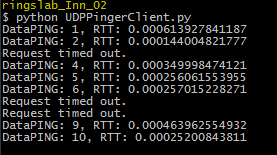 ringslab_Inn_02
$ python UDPPingerClient.py
DataPING: 1, RTT: 0.000613927841187
DataPING: 2, RTT: 0.000144004821777
Request timed out.
DataPING: 4, RTT: 0.000349998474121
DataPING: 5, RTT: 0.000256061553955
DataPING: 6, RTT: 0.000257015228271
Request timed out.
Request timed out.
DataPING: 9, RTT: 0.000463962554932
DataPING: 10, RTT: 0.00025200843811